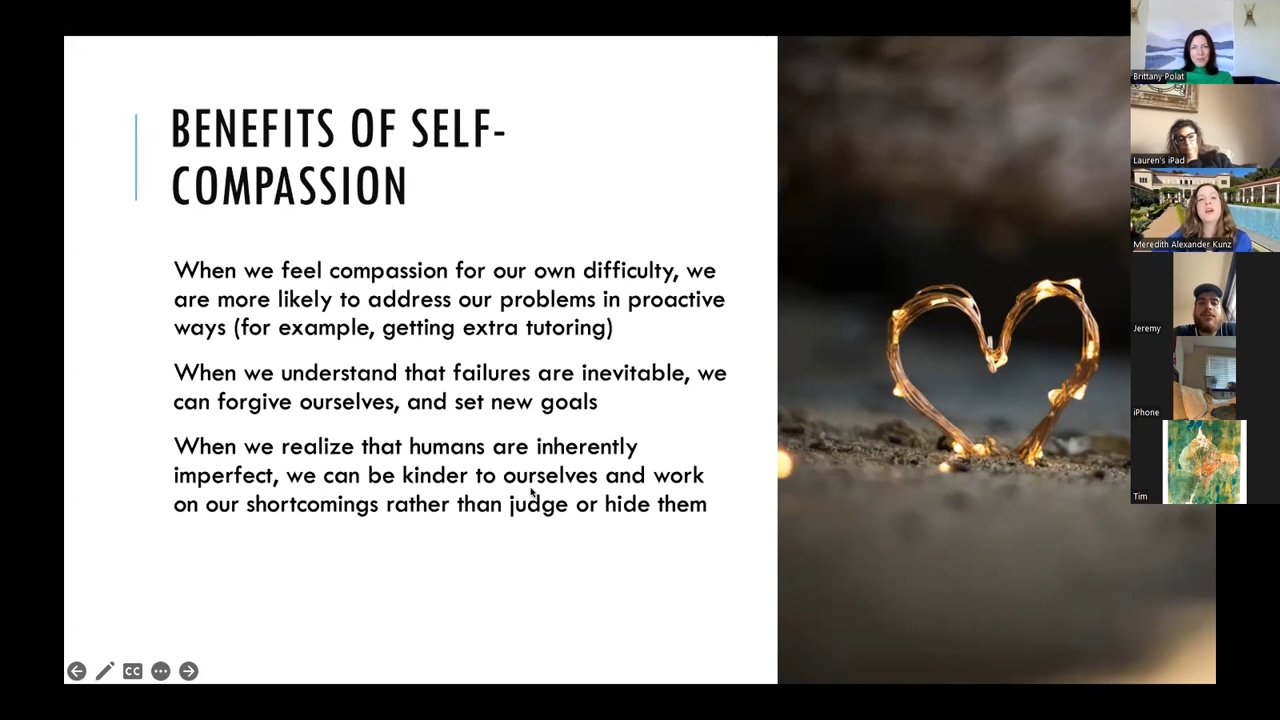 BENEFITS OF SELF-
COMPASSION
When we feel compassion for our own difficulty, we
are more likely to address our problems in proactive
ways (for example, getting extra tutoring)
When we understand that failures are inevitable, we
can forgive ourselves, and set new goals
When we realize that humans are inherently
imperfect, we can be kinder to ourselves and work
on our shortcomings rather than judge or hide them
CC
Brittany Polat
Lauren's iPad
Meredith Alexander Kunz
Jeremy
iPhone
Tim